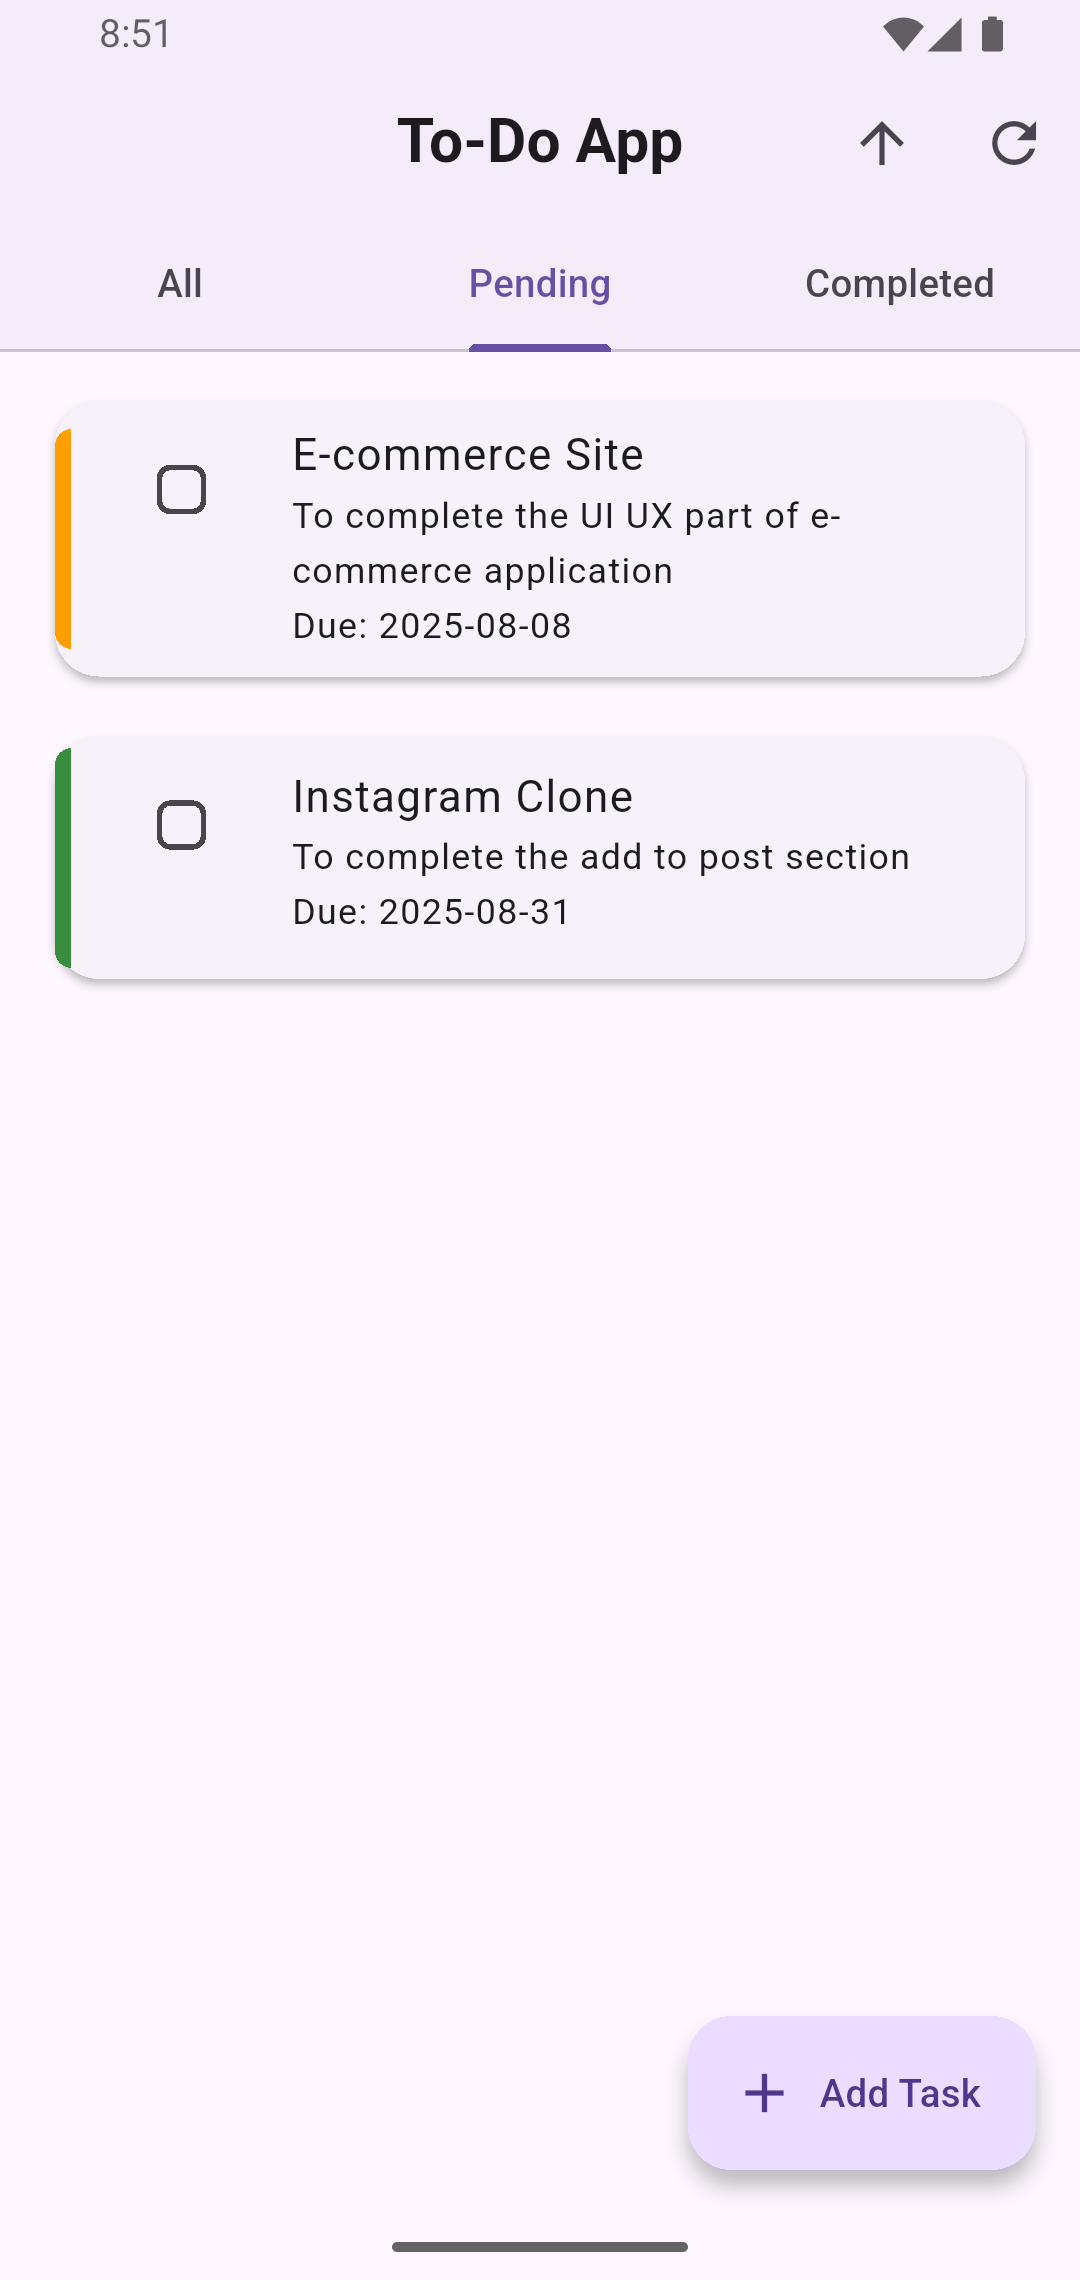 8:51
To-Do App
All
Pending
Completed
E-commerce Site
To complete the UI UX part of e-
commerce application
Due: 2025-08-08
Instagram Clone
To complete the add to post section
Due: 2025-08-31
Add Task